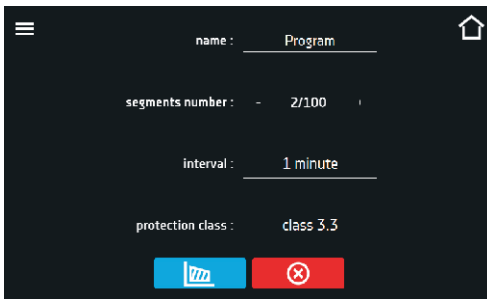 name : Program
segments number : - 2/100
interval : 1 minute
protection class : class 3.3